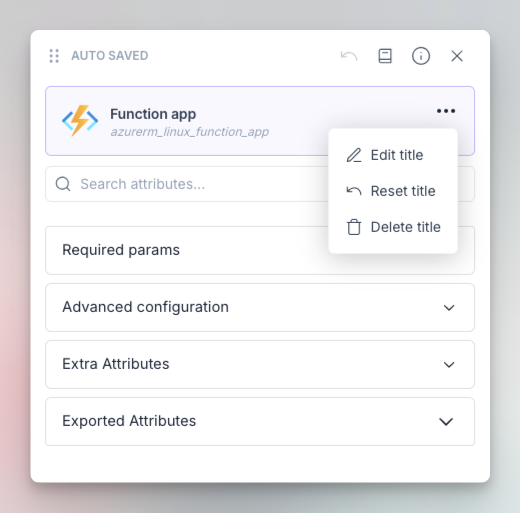 AUTO SAVED
Function app
azurerm_linux_function_app
Edit title
Search attributes...
Reset title
Delete title
Required params
Advanced configuration
Extra Attributes
Exported Attributes